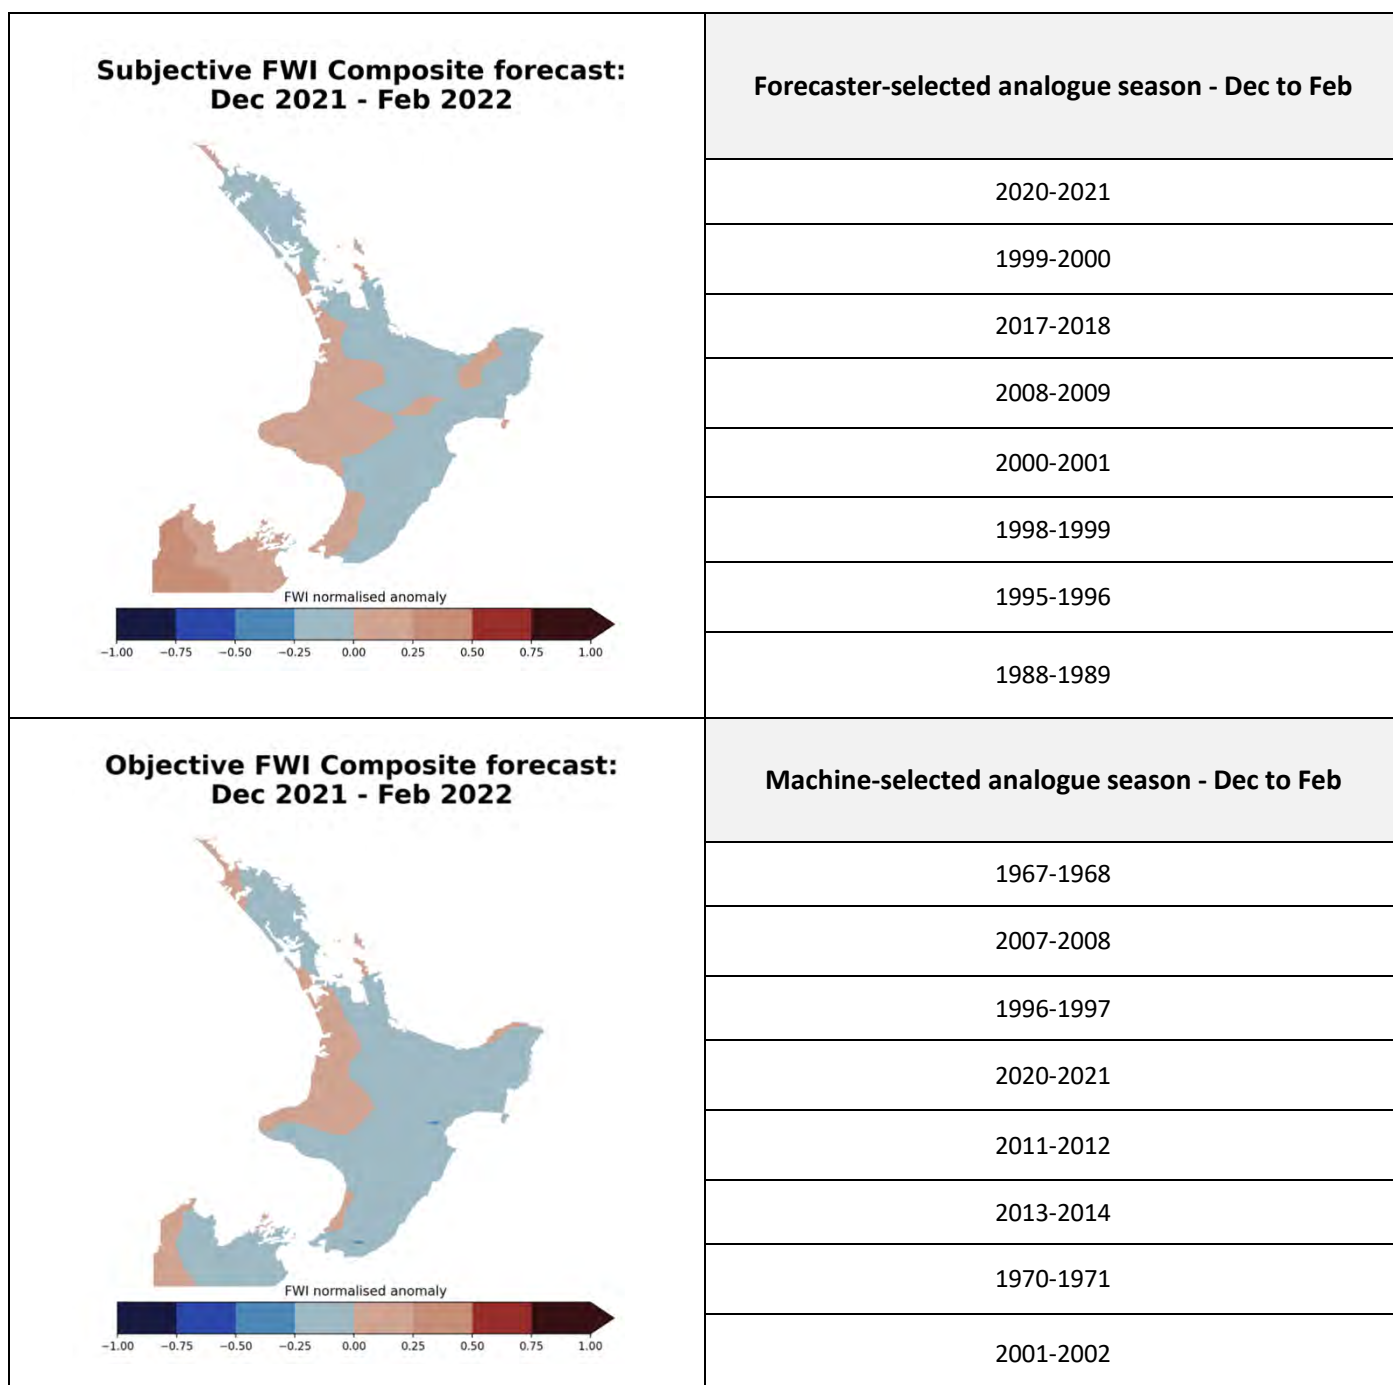 Subjective FWI Composite forecast:
Dec 2021 - Feb 2022
FWI normalised anomaly
−1.00 −0.75 −0.50 −0.25 0.00 0.25 0.50 0.75 1.00
Forecaster-selected analogue season - Dec to Feb
2020-2021
1999-2000
2017-2018
2008-2009
2000-2001
1998-1999
1995-1996
1988-1989
Objective FWI Composite forecast:
Dec 2021 - Feb 2022
FWI normalised anomaly
−1.00 −0.75 −0.50 −0.25 0.00 0.25 0.50 0.75 1.00
Machine-selected analogue season - Dec to Feb
1967-1968
2007-2008
1996-1997
2020-2021
2011-2012
2013-2014
1970-1971
2001-2002